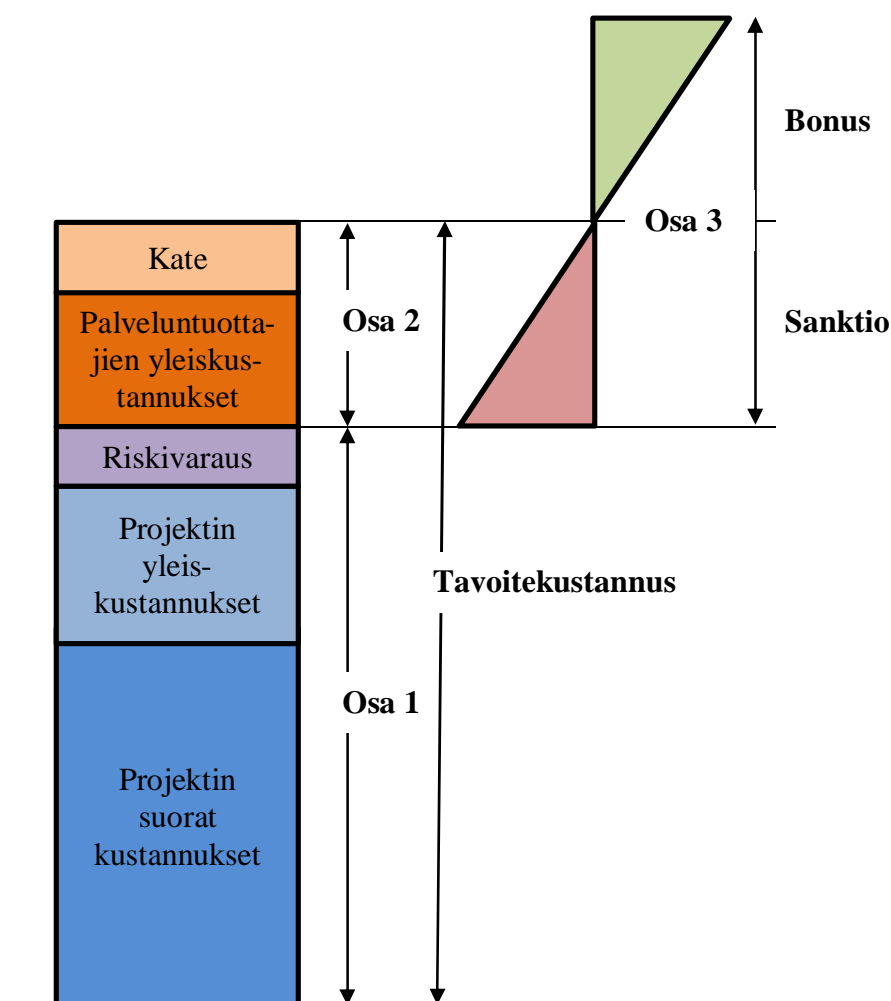 Bonus
Osa 3
Kate
Palveluntuotta-
jien yleiskus-
tannukset
Osa 2
Sanktio
Riskivaraus
Projektin
yleis-
kustannukset
Tavoitekustannus
Osa 1
Projektin
suorat
kustannukset